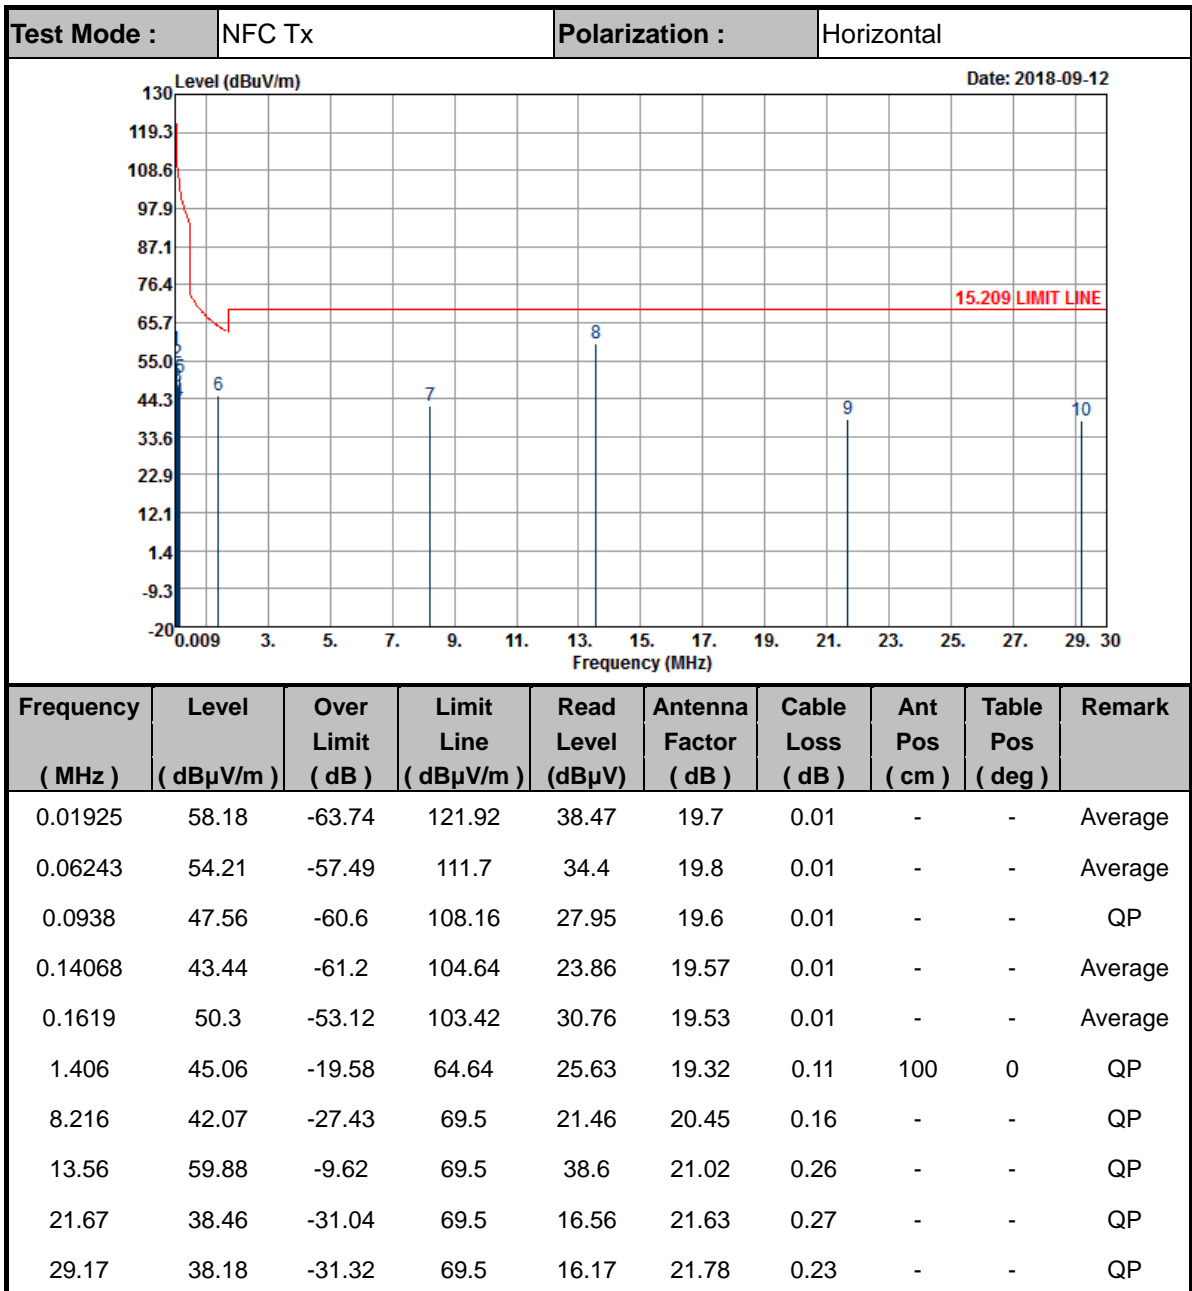 Test Mode : NFC Tx Polarization : Horizontal
Level (dBuV/m) Date: 2018-09-12
130
119.3
108.6
97.9
87.1
76.4
15.209 LIMIT LINE
65.7
55.0
44.3
33.6
22.9
12.1
1.4
-9.3
-20
1
2
5
6
7
8
9
10
0.009 3. 5. 7. 9. 11. 13. 15. 17. 19. 21. 23. 25. 27. 29. 30
Frequency (MHz)
Frequency Level Over Limit Read Antenna Cable Ant Table Remark
Limit Line Level Factor Loss Pos Pos
( MHz ) ( dBµV/m ) ( dB ) ( dBµV/m ) (dBµV) ( dB ) ( dB ) ( cm ) ( deg )
0.01925 58.18 -63.74 121.92 38.47 19.7 0.01 - - Average
0.06243 54.21 -57.49 111.7 34.4 19.8 0.01 - - Average
0.0938 47.56 -60.6 108.16 27.95 19.6 0.01 - - QP
0.14068 43.44 -61.2 104.64 23.86 19.57 0.01 - - Average
0.1619 50.3 -53.12 103.42 30.76 19.53 0.01 - - Average
1.406 45.06 -19.58 64.64 25.63 19.32 0.11 100 0 QP
8.216 42.07 -27.43 69.5 21.46 20.45 0.16 - - QP
13.56 59.88 -9.62 69.5 38.6 21.02 0.26 - - QP
21.67 38.46 -31.04 69.5 16.56 21.63 0.27 - - QP
29.17 38.18 -31.32 69.5 16.17 21.78 0.23 - - QP